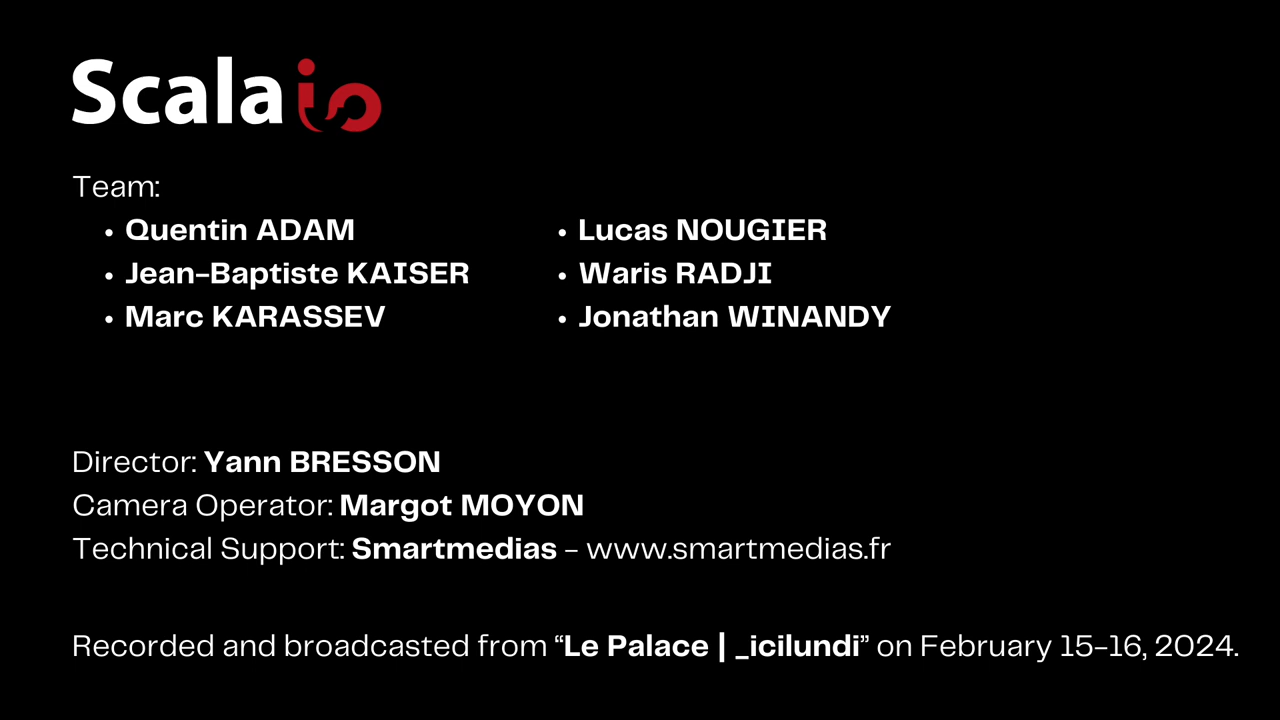 Scala io
Team:
• Quentin ADAM
• Jean-Baptiste KAISER
• Marc KARASSEV
• Lucas NOUGIER
• Waris RADJI
• Jonathan WINANDY
Director: Yann BRESSON
Camera Operator: Margot MOYON
Technical Support: Smartmedias - www.smartmedias.fr
Recorded and broadcasted from “Le Palace | _icilundi” on February 15-16, 2024.